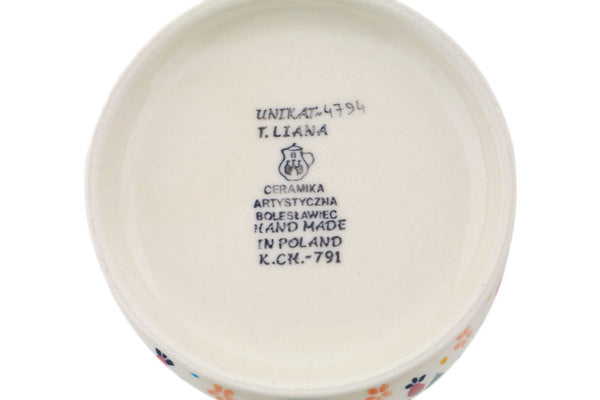 UNIKAT-4794
T. LIANA
B
CERAMIKA
ARTYSTYCZNA
BOLESŁAWIEC
HAND MADE
IN POLAND
K.CH.-791